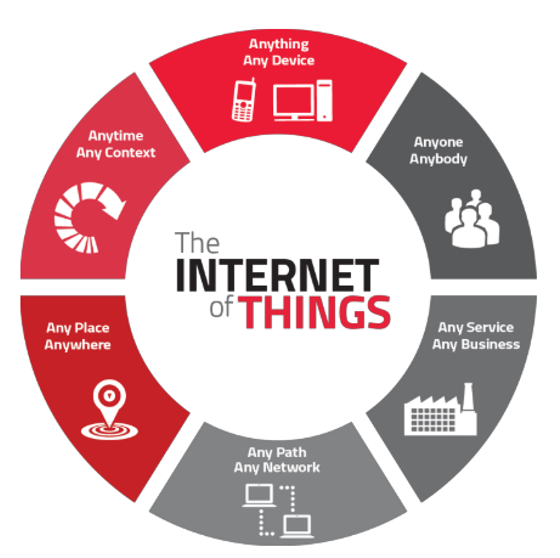 Anything
Any Device
Anyone
Anybody
Any Service
Any Business
Any Path
Any Network
Any Place
Anywhere
Anytime
Any Context
The
INTERNET
of THINGS